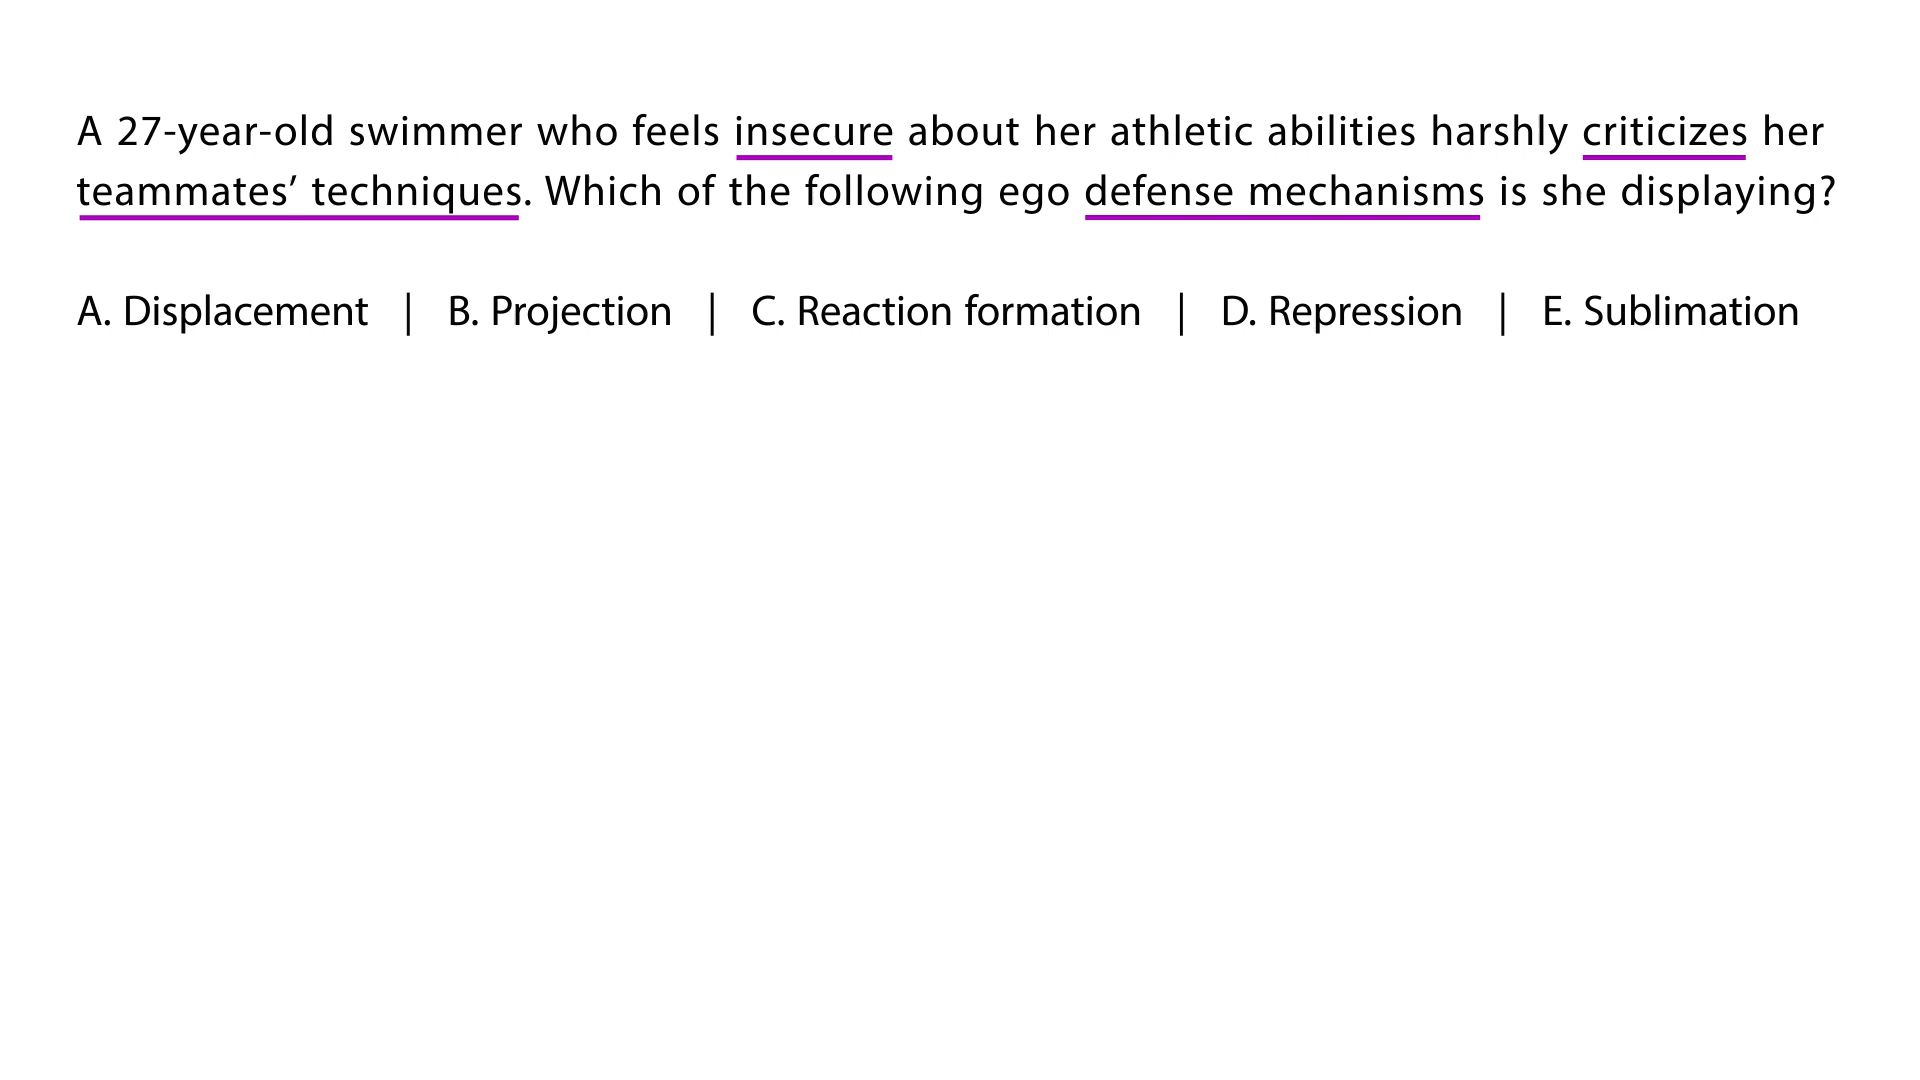 A 27-year-old swimmer who feels insecure about her athletic abilities harshly criticizes her
teammates’ techniques. Which of the following ego defense mechanisms is she displaying?
A. Displacement | B. Projection | C. Reaction formation | D. Repression | E. Sublimation